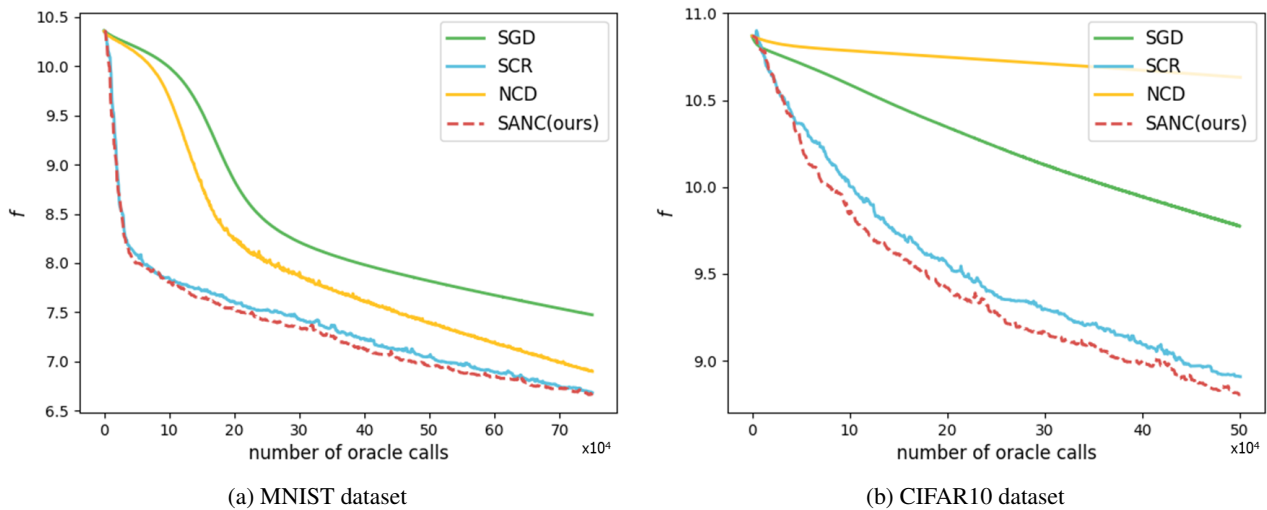 10.5
10.0
9.5
9.0
8.5
8.0
7.5
7.0
6.5
f
0 10 20 30 40 50 60 70
x10⁴
number of oracle calls
SGD
SCR
NCD
SANC(ours)
(a) MNIST dataset
11.0
10.5
10.0
9.5
9.0
f
0 10 20 30 40 50
x10⁴
number of oracle calls
SGD
SCR
NCD
SANC(ours)
(b) CIFAR10 dataset